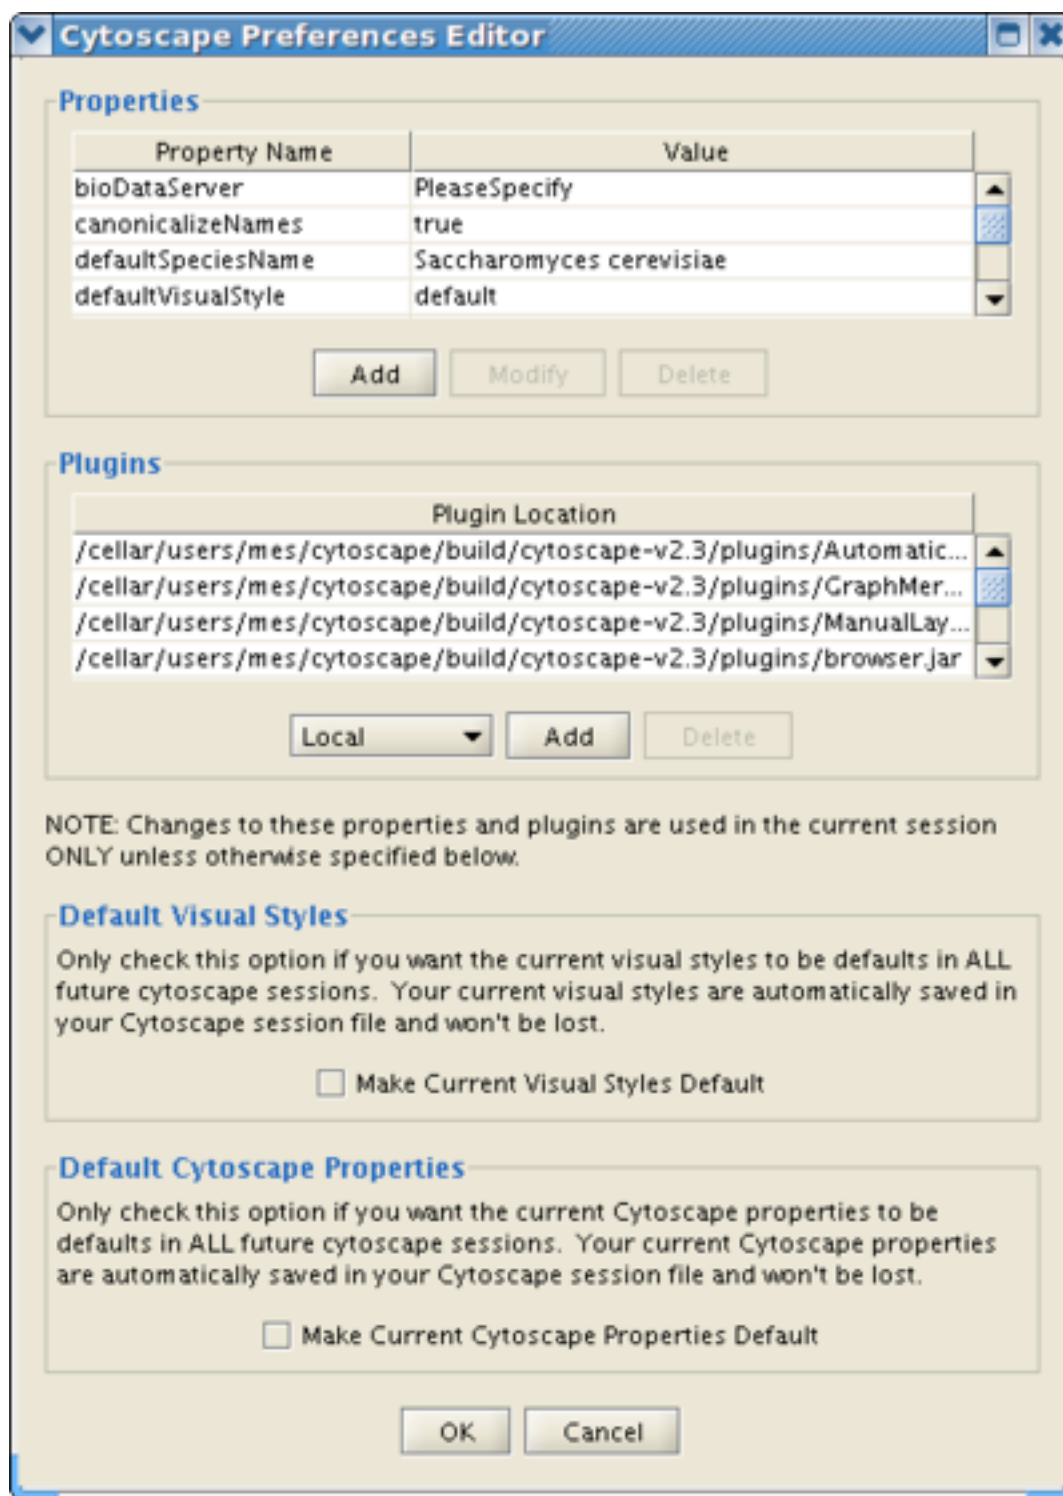 Cytoscape Preferences Editor
Properties
Property Name Value
bioDataServer PleaseSpecify
canonicalizeNames true
defaultSpeciesName Saccharomyces cerevisiae
defaultVisualStyle default
Add Modify Delete
Plugins
Plugin Location
/cellar/users/mes/cytoscape/build/cytoscape-v2.3/plugins/Automatic...
/cellar/users/mes/cytoscape/build/cytoscape-v2.3/plugins/GraphMer...
/cellar/users/mes/cytoscape/build/cytoscape-v2.3/plugins/ManualLay...
/cellar/users/mes/cytoscape/build/cytoscape-v2.3/plugins/browser.jar
Local Add Delete
NOTE: Changes to these properties and plugins are used in the current session
ONLY unless otherwise specified below.
Default Visual Styles
Only check this option if you want the current visual styles to be defaults in ALL
future cytoscape sessions. Your current visual styles are automatically saved in
your Cytoscape session file and won't be lost.
Make Current Visual Styles Default
Default Cytoscape Properties
Only check this option if you want the current Cytoscape properties to be
defaults in ALL future cytoscape sessions. Your current Cytoscape properties
are automatically saved in your Cytoscape session file and won't be lost.
Make Current Cytoscape Properties Default
OK Cancel